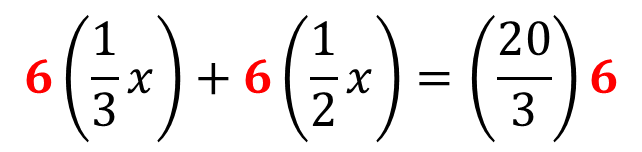 6(1/3 x) + 6(1/2 x) = (20/3) 6